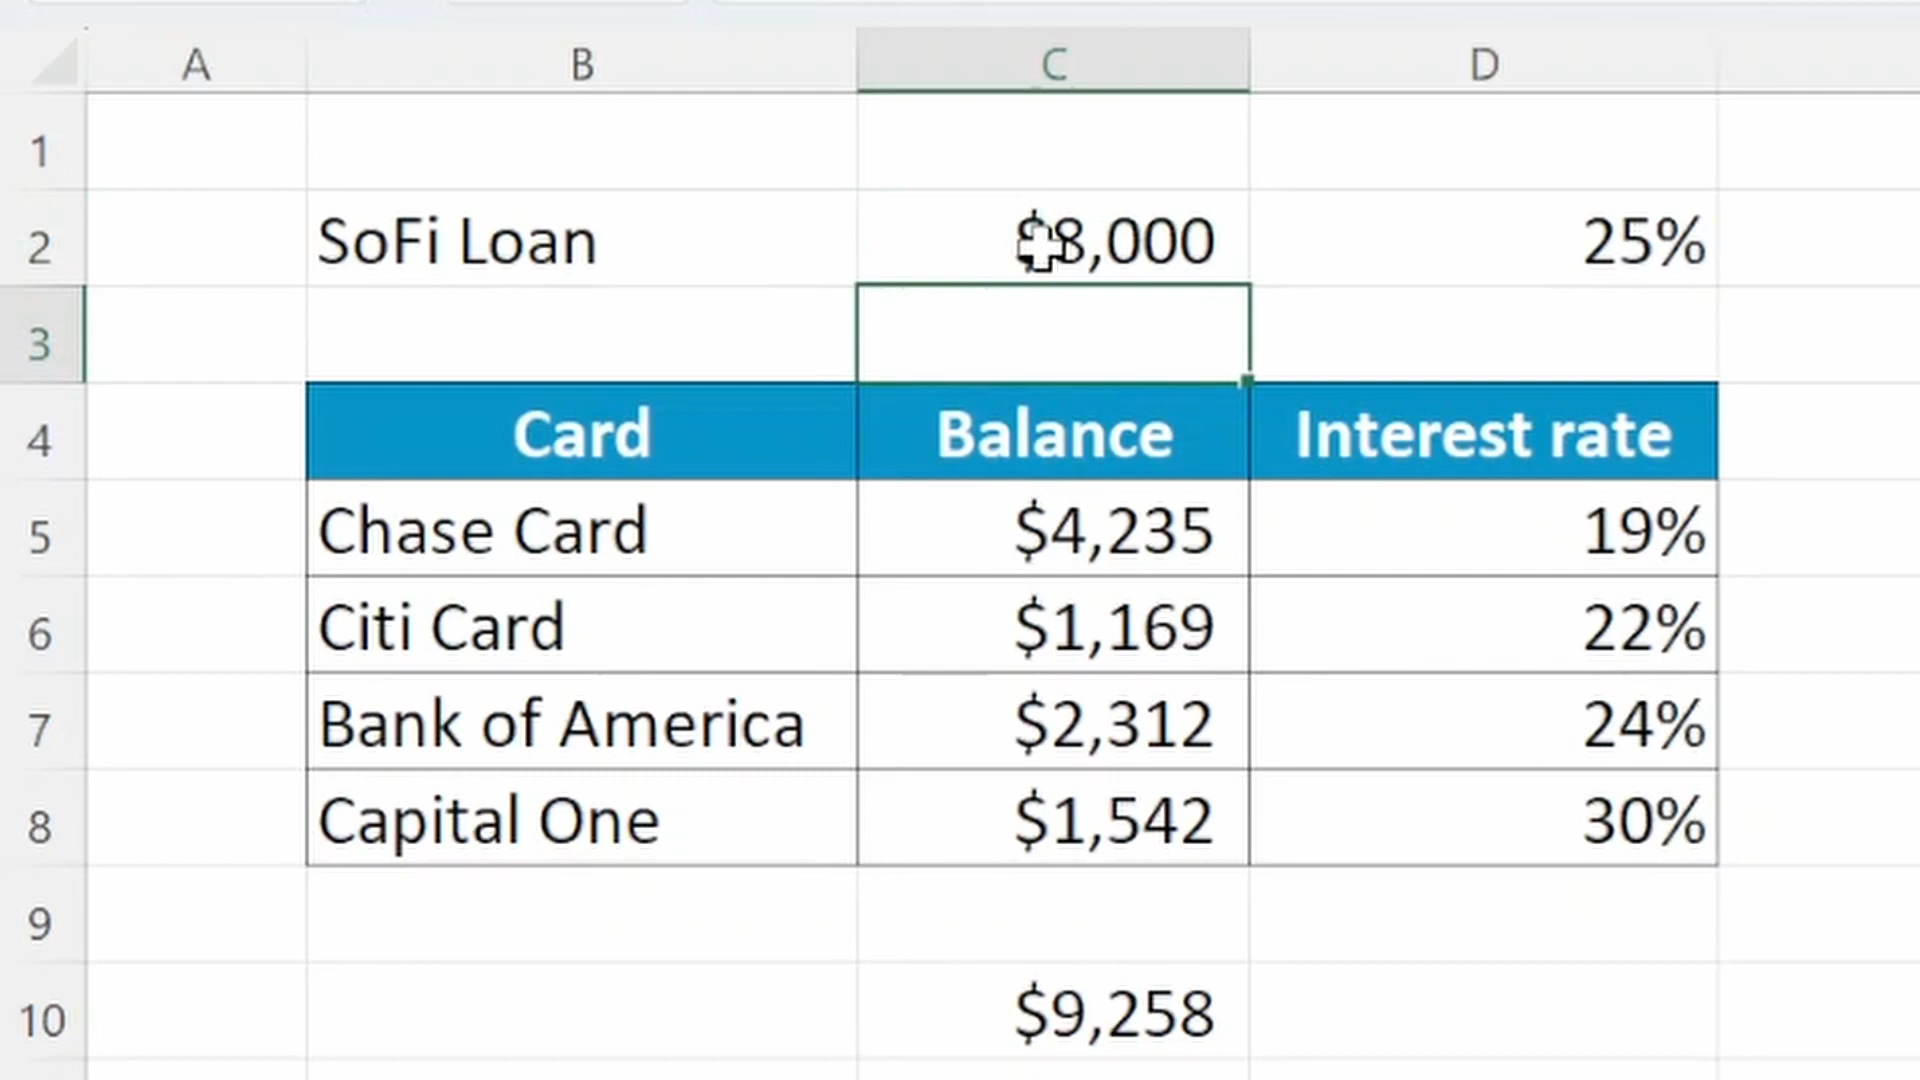 A B C D
1
2 SoFi Loan $8,000 25%
3
4 Card Balance Interest rate
5 Chase Card $4,235 19%
6 Citi Card $1,169 22%
7 Bank of America $2,312 24%
8 Capital One $1,542 30%
9
10 $9,258